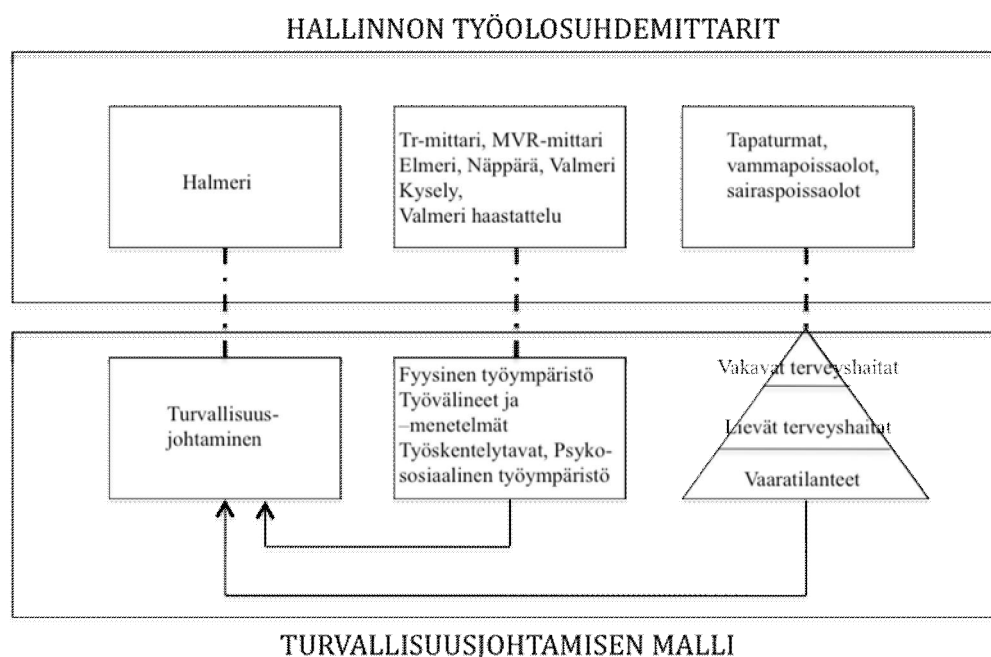 HALLINNON TYÖOLOSUHDEMITTARIT
Halmeri
Tr-mittari, MVR-mittari
Elmeri, Näppärä, Valmeri
Kysely,
Valmeri haastattelu
Tapaturmat,
vammapoissaolot,
sairaspoissaolot
Turvallisuus-
johtaminen
Fyysinen työympäristö
Työvälineet ja
–menetelmät
Työskentelytavat, Psyko-
sosiaalinen työympäristö
Vakavat terveyshaitat
Lievät terveyshaitat
Vaaratilanteet
TURVALLISUUSJOHTAMISEN MALLI